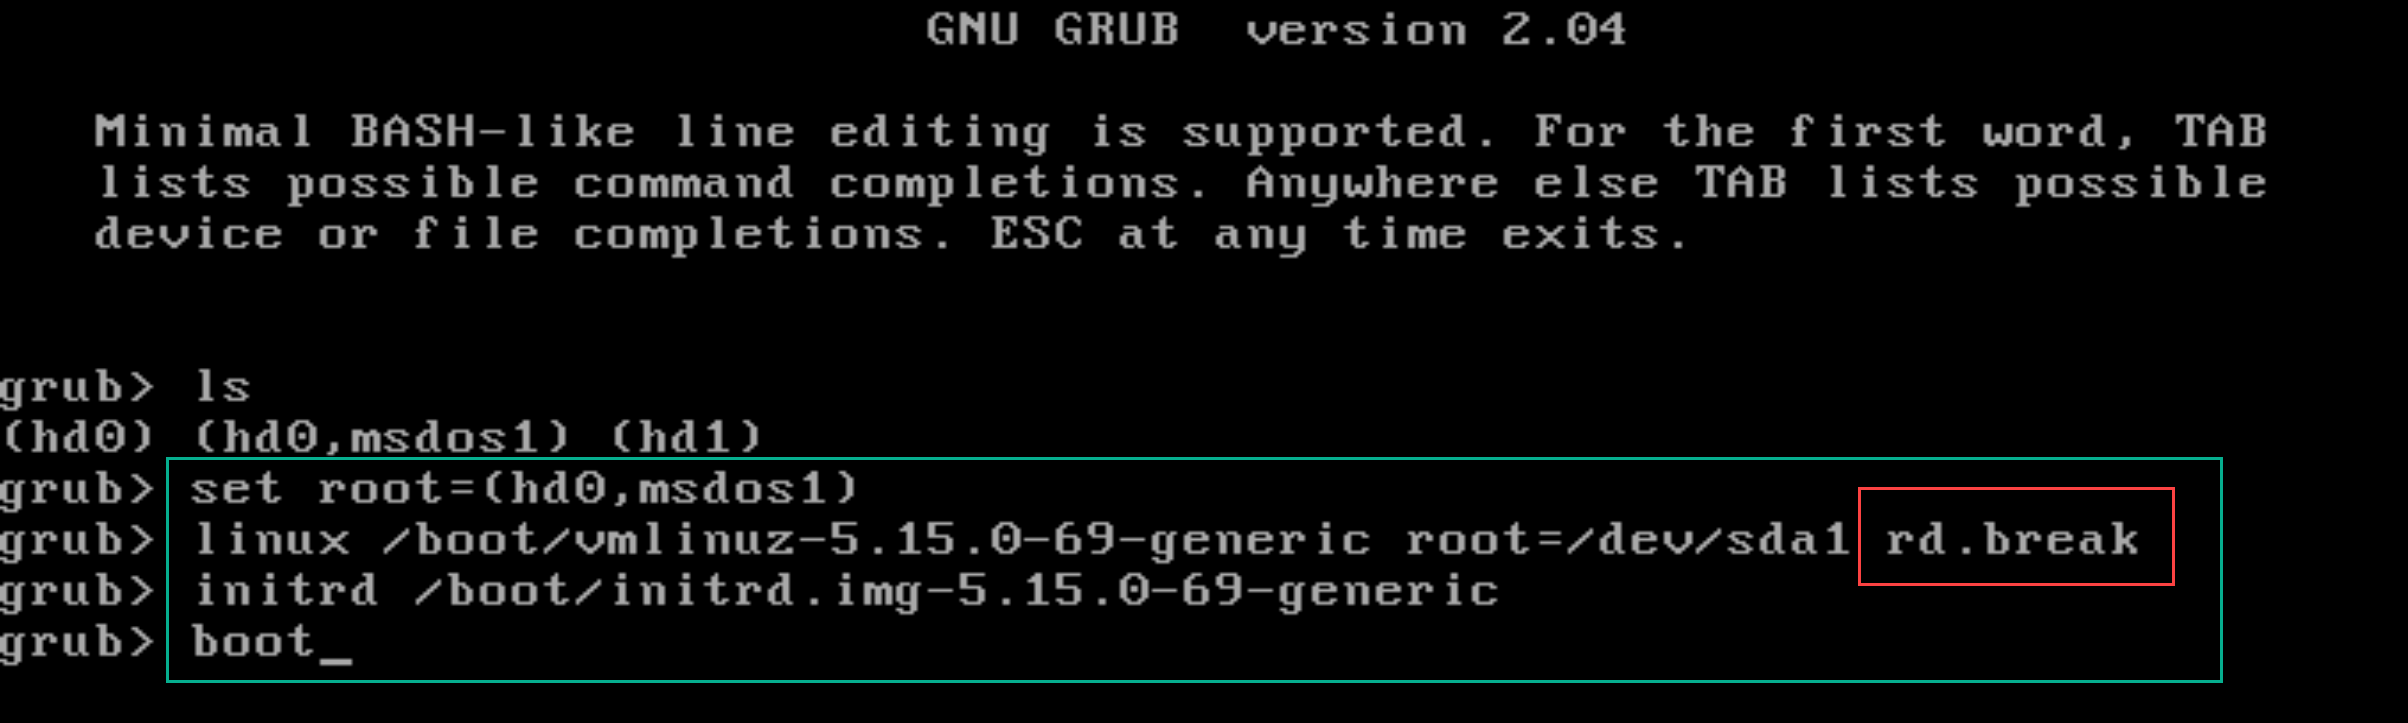 GNU GRUB  version 2.04
Minimal BASH-like line editing is supported. For the first word, TAB
lists possible command completions. Anywhere else TAB lists possible
device or file completions. ESC at any time exits.
grub> ls
(hd0) (hd0,msdos1) (hd1)
grub> set root=(hd0,msdos1)
grub> linux /boot/vmlinuz-5.15.0-69-generic root=/dev/sda1 rd.break
grub> initrd /boot/initrd.img-5.15.0-69-generic
grub> boot_